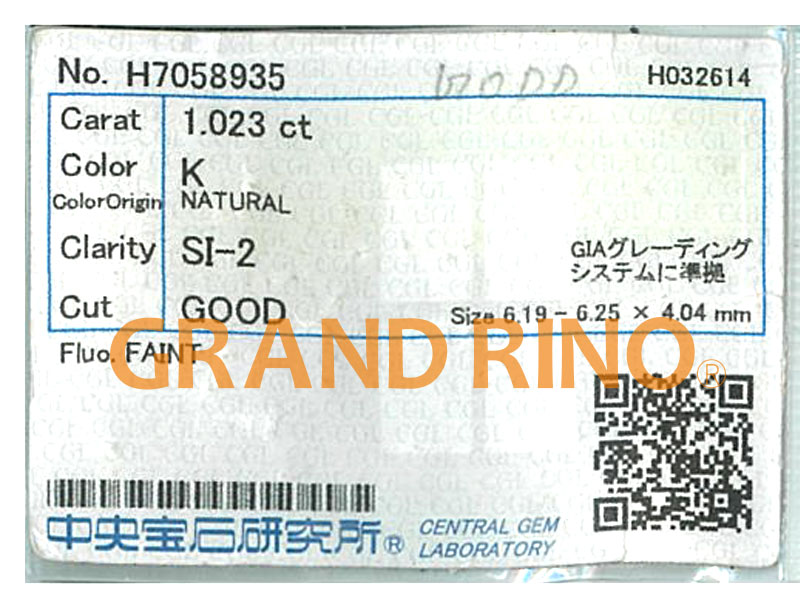 No. H7058935 H032614
Carat 1.023 ct
Color K
ColorOrigin NATURAL
Clarity SI-2
GIAグレーディング
システムに準拠
Cut GOOD
Size 6.19 - 6.25 × 4.04 mm
Fluo. FAINT
GRAND RINO®
中央宝石研究所® CENTRAL GEM
LABORATORY